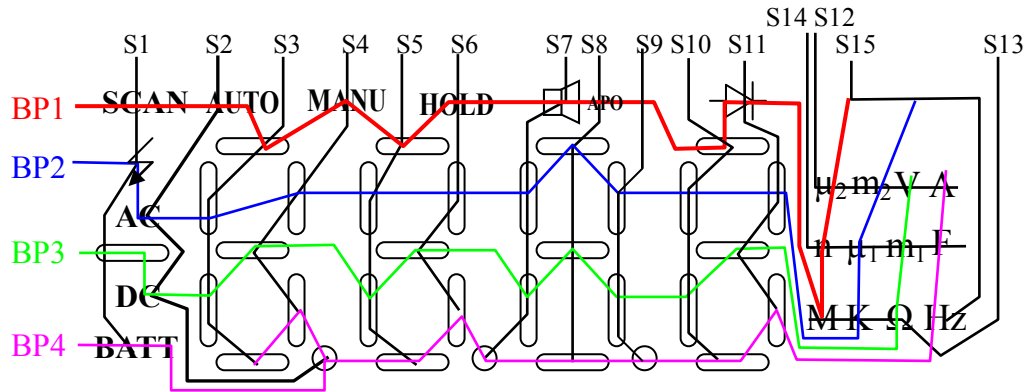 S14 S12
S1 S2 S3 S4 S5 S6 S7 S8 S9 S10 S11 S15 S13
BP1 SCAN AUTO MANU HOLD APO
BP2
μ2 m2 V A
AC
BP3 n μ1 m1 F
DC
M K Ω Hz
BP4 BATT